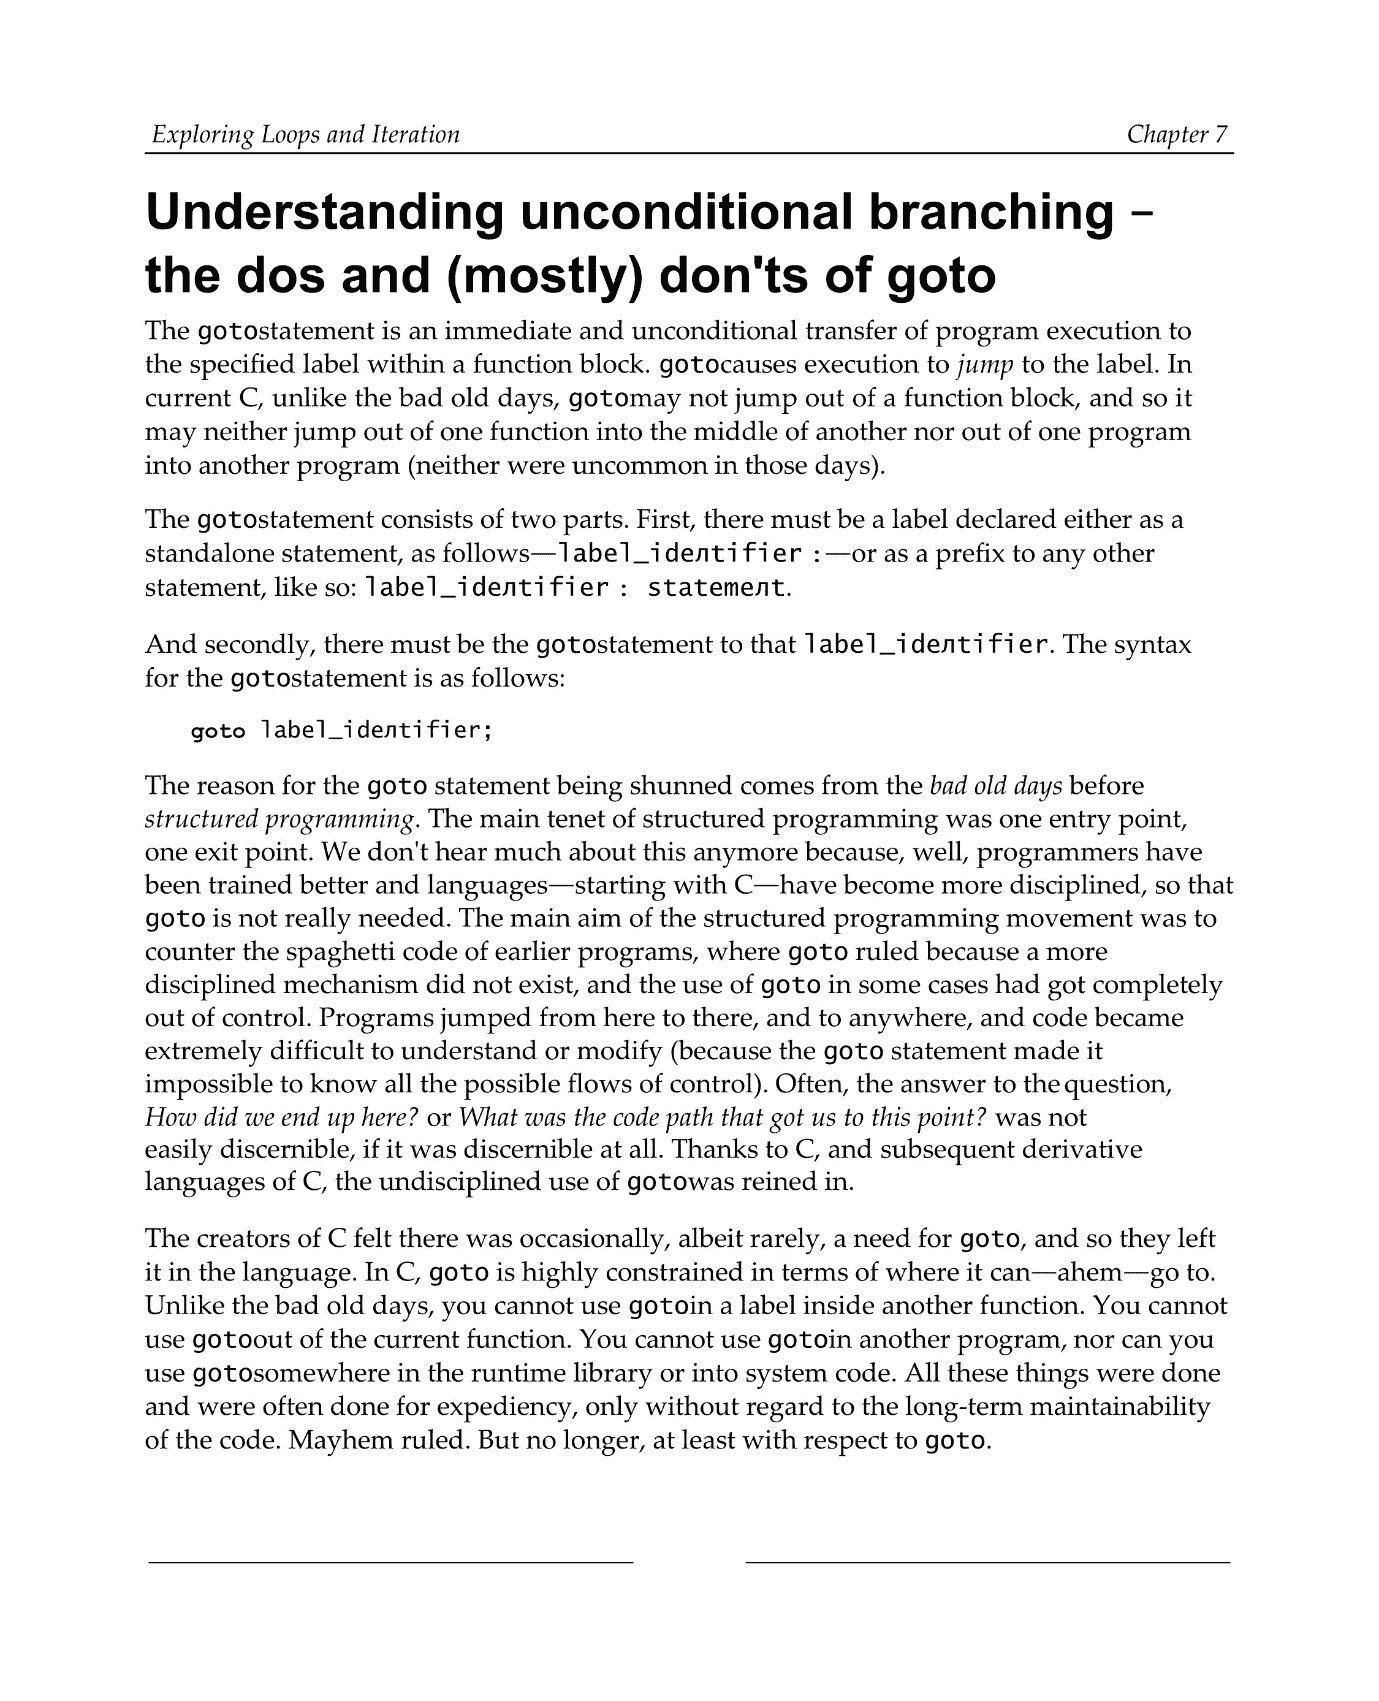 Exploring Loops and Iteration Chapter 7
Understanding unconditional branching –
the dos and (mostly) don'ts of goto
The gotostatement is an immediate and unconditional transfer of program execution to
the specified label within a function block. gotocauses execution to jump to the label. In
current C, unlike the bad old days, gotomay not jump out of a function block, and so it
may neither jump out of one function into the middle of another nor out of one program
into another program (neither were uncommon in those days).
The gotostatement consists of two parts. First, there must be a label declared either as a
standalone statement, as follows—label_identifier :—or as a prefix to any other
statement, like so: label_identifier : statement.
And secondly, there must be the gotostatement to that label_identifier. The syntax
for the gotostatement is as follows:
goto label_identifier;
The reason for the goto statement being shunned comes from the bad old days before
structured programming. The main tenet of structured programming was one entry point,
one exit point. We don't hear much about this anymore because, well, programmers have
been trained better and languages—starting with C—have become more disciplined, so that
goto is not really needed. The main aim of the structured programming movement was to
counter the spaghetti code of earlier programs, where goto ruled because a more
disciplined mechanism did not exist, and the use of goto in some cases had got completely
out of control. Programs jumped from here to there, and to anywhere, and code became
extremely difficult to understand or modify (because the goto statement made it
impossible to know all the possible flows of control). Often, the answer to the question,
How did we end up here? or What was the code path that got us to this point? was not
easily discernible, if it was discernible at all. Thanks to C, and subsequent derivative
languages of C, the undisciplined use of gotowas reined in.
The creators of C felt there was occasionally, albeit rarely, a need for goto, and so they left
it in the language. In C, goto is highly constrained in terms of where it can—ahem—go to.
Unlike the bad old days, you cannot use gotoin a label inside another function. You cannot
use gotoout of the current function. You cannot use gotoin another program, nor can you
use gotosomewhere in the runtime library or into system code. All these things were done
and were often done for expediency, only without regard to the long-term maintainability
of the code. Mayhem ruled. But no longer, at least with respect to goto.